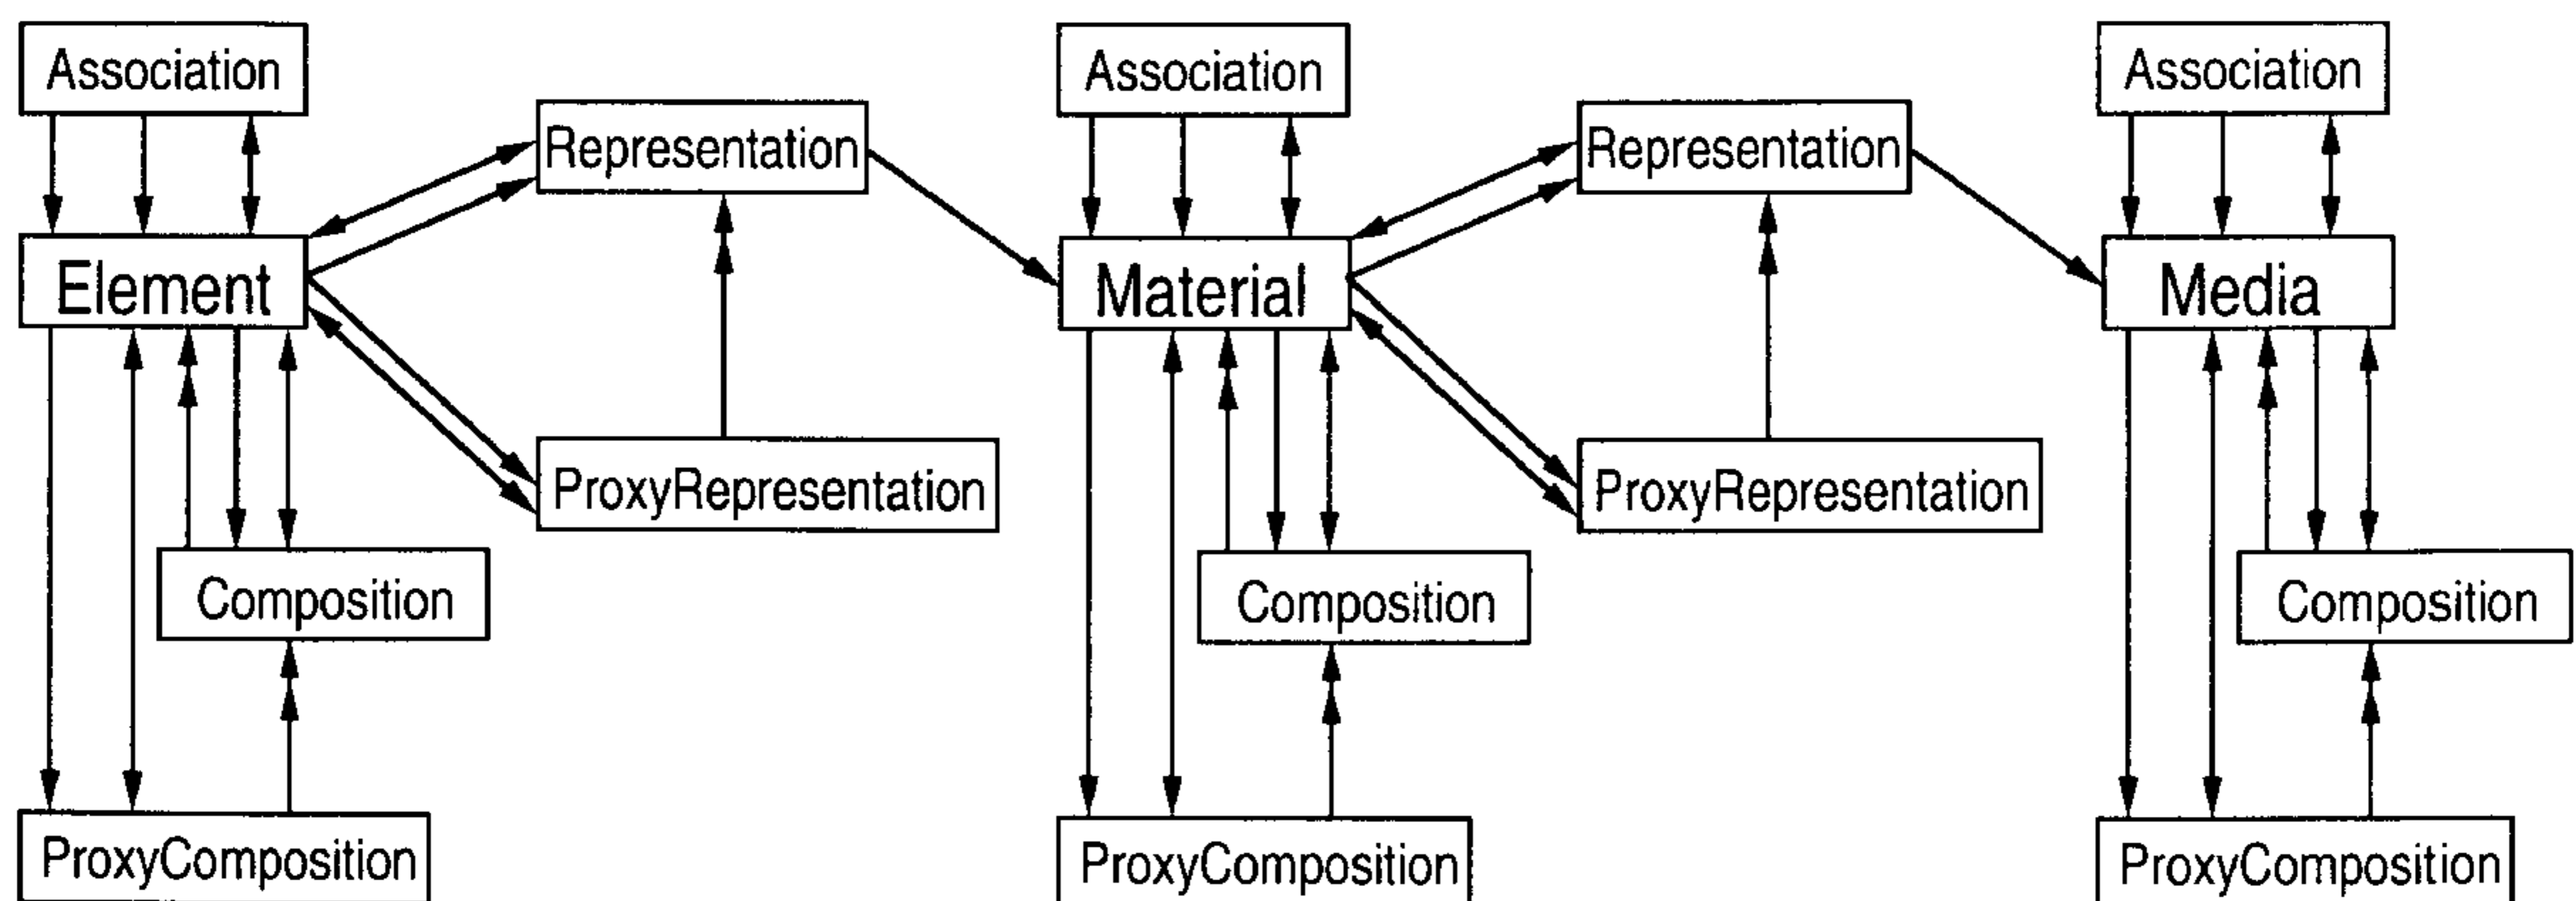 Association
Association
Association
Representation
Representation
Element
Material
Media
ProxyRepresentation
ProxyRepresentation
Composition
Composition
Composition
ProxyComposition
ProxyComposition
ProxyComposition